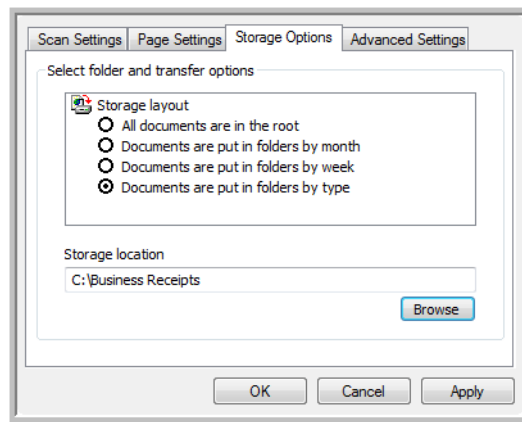 Scan Settings Page Settings Storage Options Advanced Settings
Select folder and transfer options
Storage layout
All documents are in the root
Documents are put in folders by month
Documents are put in folders by week
Documents are put in folders by type
Storage location
C:\Business Receipts
Browse
OK Cancel Apply